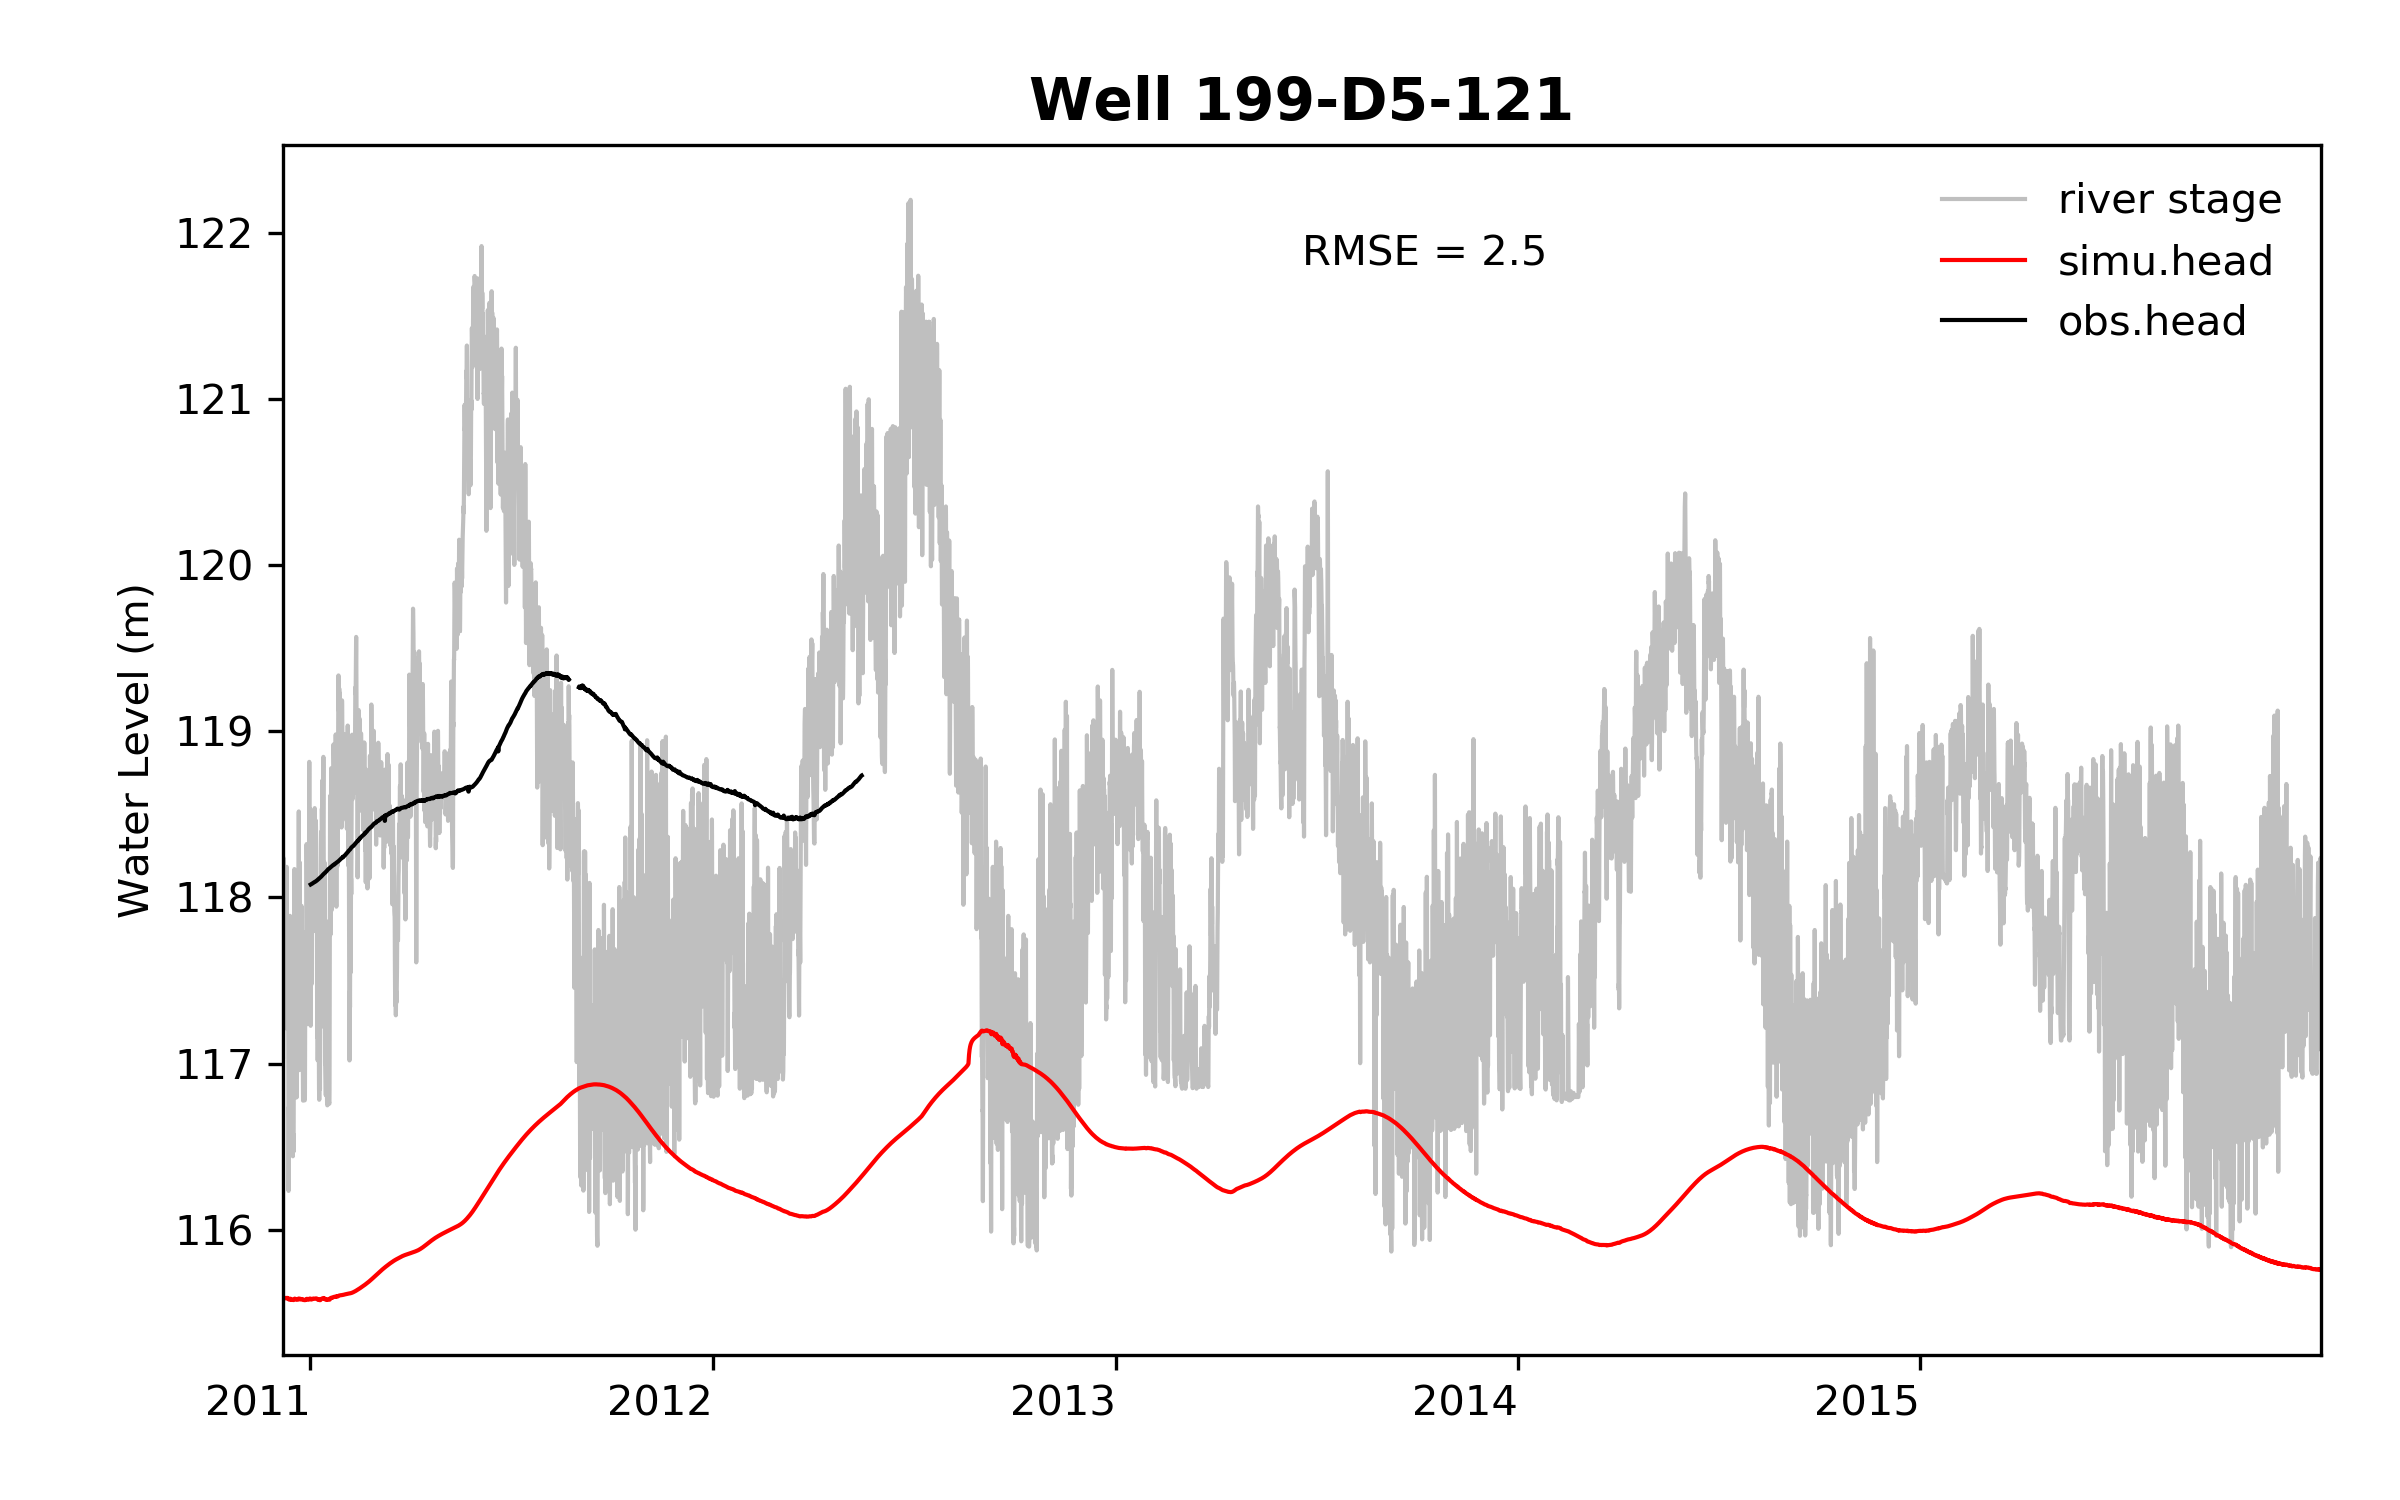 Well 199-D5-121
river stage
RMSE = 2.5
simu.head
obs.head
Water Level (m)
122
121
120
119
118
117
116
2011 2012 2013 2014 2015